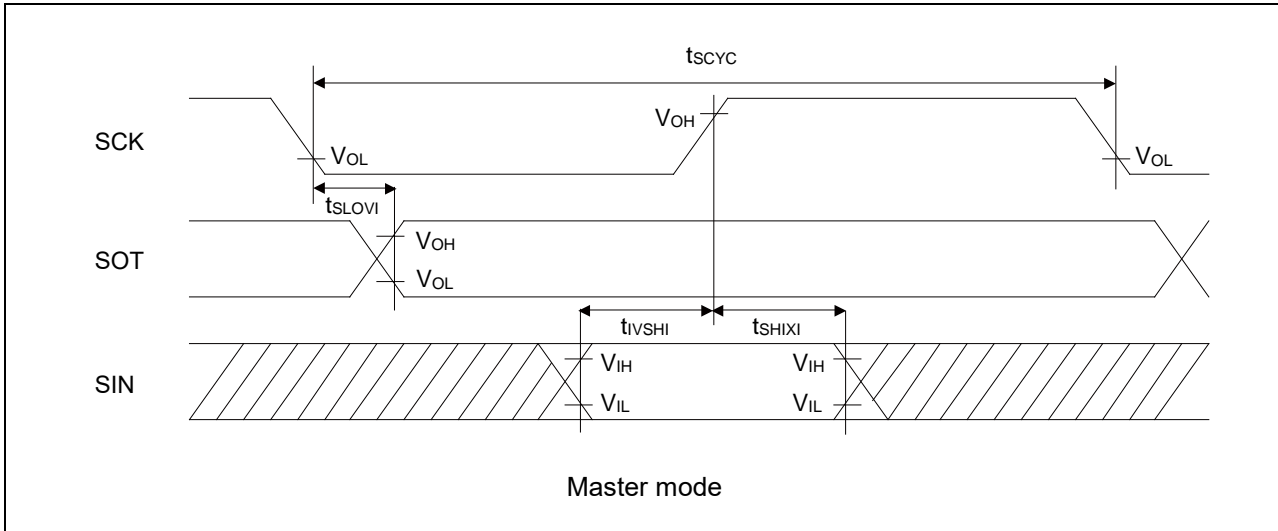 tSCYC
SCK
VOH
VOL
VOL
tSLOVI
SOT
VOH
VOL
tIVSHI
tSHIXI
SIN
VIH
VIH
VIL
VIL
Master mode